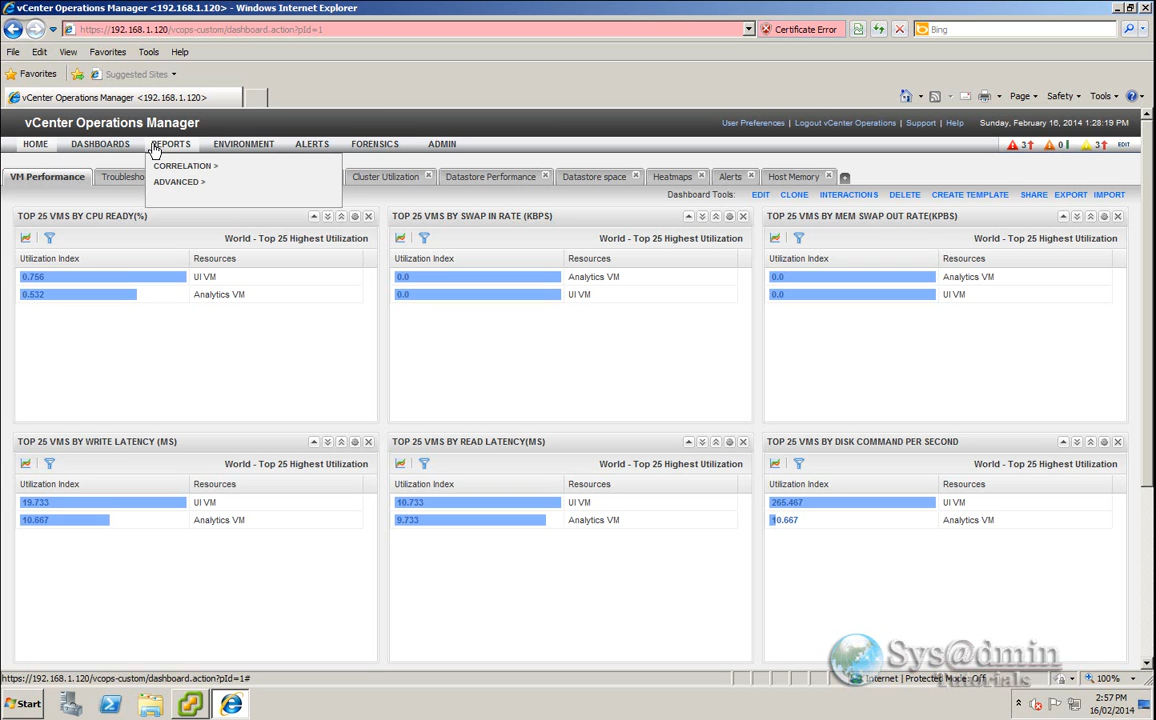 vCenter Operations Manager <192.168.1.120> - Windows Internet Explorer
https://192.168.1.120/vcops-custom/dashboard.action?pId=1
Certificate Error
Bing
File Edit View Favorites Tools Help
Favorites Suggested Sites
vCenter Operations Manager <192.168.1.120>
Page Safety Tools
vCenter Operations Manager
User Preferences | Logout vCenter Operations | Support | Help Sunday, February 16, 2014 1:28:19 PM
HOME DASHBOARDS REPORTS ENVIRONMENT ALERTS FORENSICS ADMIN 3 0 3 EDIT
CORRELATION >
ADVANCED >
VM Performance Troublesho Cluster Utilization Datastore Performance Datastore space Heatmaps Alerts Host Memory
Dashboard Tools: EDIT CLONE INTERACTIONS DELETE CREATE TEMPLATE SHARE EXPORT IMPORT
TOP 25 VMS BY CPU READY(%)
World - Top 25 Highest Utilization
Utilization Index Resources
0.756 UI VM
0.532 Analytics VM
TOP 25 VMS BY SWAP IN RATE (KBPS)
World - Top 25 Highest Utilization
Utilization Index Resources
0.0 Analytics VM
0.0 UI VM
TOP 25 VMS BY MEM SWAP OUT RATE(KPBS)
World - Top 25 Highest Utilization
Utilization Index Resources
0.0 Analytics VM
0.0 UI VM
TOP 25 VMS BY WRITE LATENCY (MS)
World - Top 25 Highest Utilization
Utilization Index Resources
19.733 UI VM
10.667 Analytics VM
TOP 25 VMS BY READ LATENCY(MS)
World - Top 25 Highest Utilization
Utilization Index Resources
10.733 UI VM
9.733 Analytics VM
TOP 25 VMS BY DISK COMMAND PER SECOND
World - Top 25 Highest Utilization
Utilization Index Resources
265.467 UI VM
10.667 Analytics VM
Sys@dmin
Tutorials
https://192.168.1.120/vcops-custom/dashboard.action?pId=1#
Internet | Protected Mode: Off
100%
Start
2:57 PM
16/02/2014